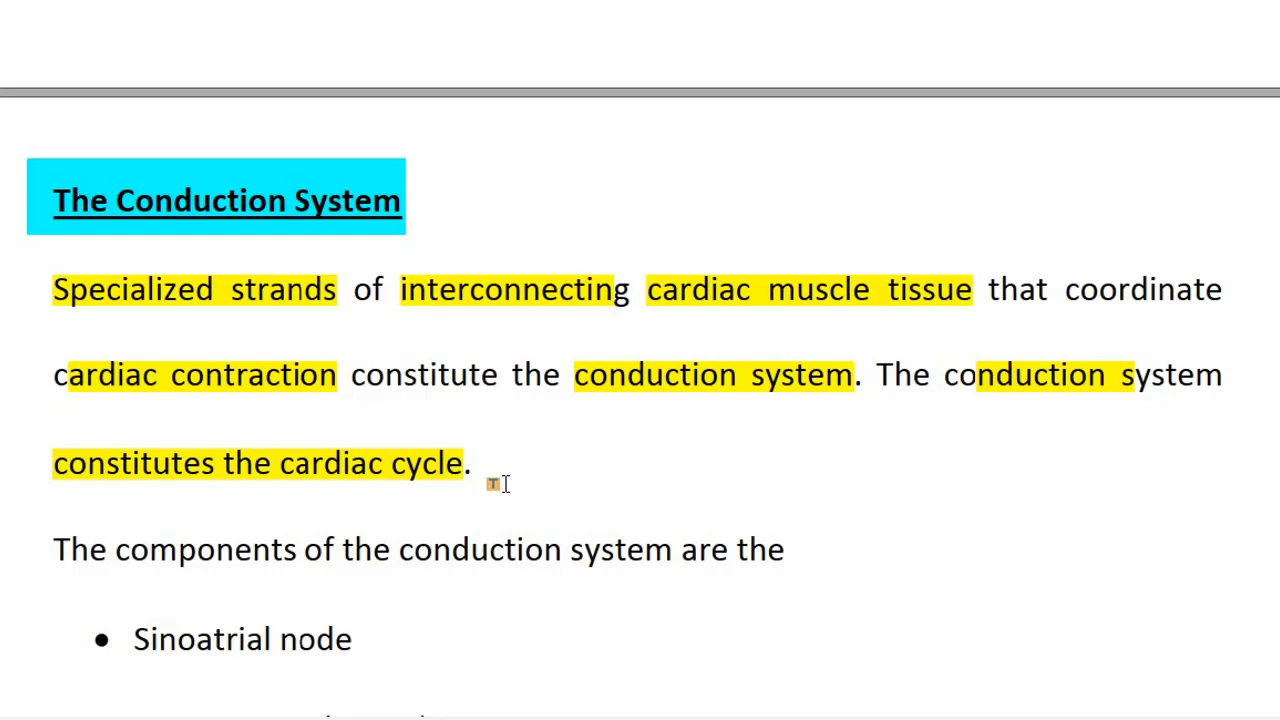 The Conduction System
Specialized strands of interconnecting cardiac muscle tissue that coordinate
cardiac contraction constitute the conduction system. The conduction system
constitutes the cardiac cycle.
The components of the conduction system are the
• Sinoatrial node